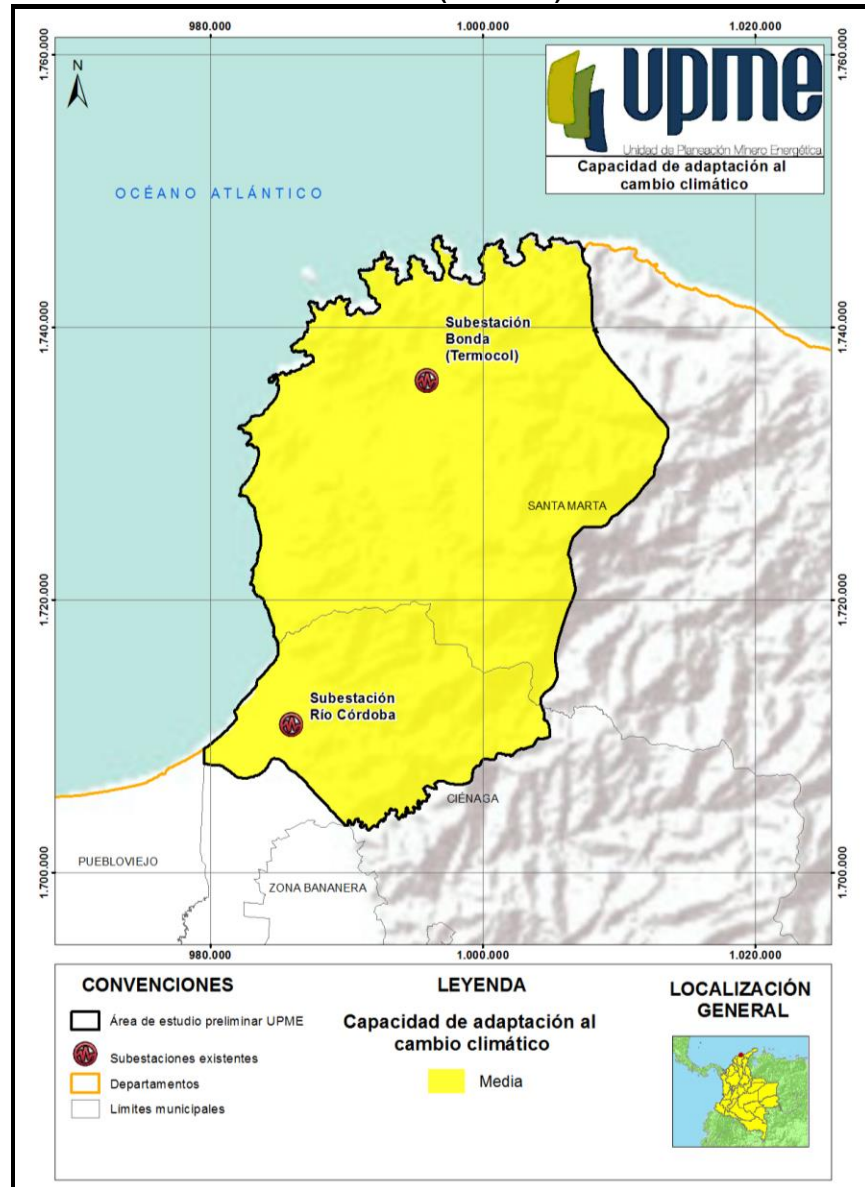 980.000 1.000.000 1.020.000
1.760.000 1.760.000
N
upme
Unidad de Planeación Minero Energética
Capacidad de adaptación al
cambio climático
OCÉANO ATLÁNTICO
1.740.000 1.740.000
Subestación
Bonda
(Termocol)
SANTA MARTA
1.720.000 1.720.000
Subestación
Río Córdoba
CIÉNAGA
PUEBLOVIEJO
ZONA BANANERA
1.700.000 1.700.000
980.000 1.000.000 1.020.000
CONVENCIONES
Área de estudio preliminar UPME
Subestaciones existentes
Departamentos
Limites municipales
LEYENDA
Capacidad de adaptación al
cambio climático
Media
LOCALIZACIÓN
GENERAL